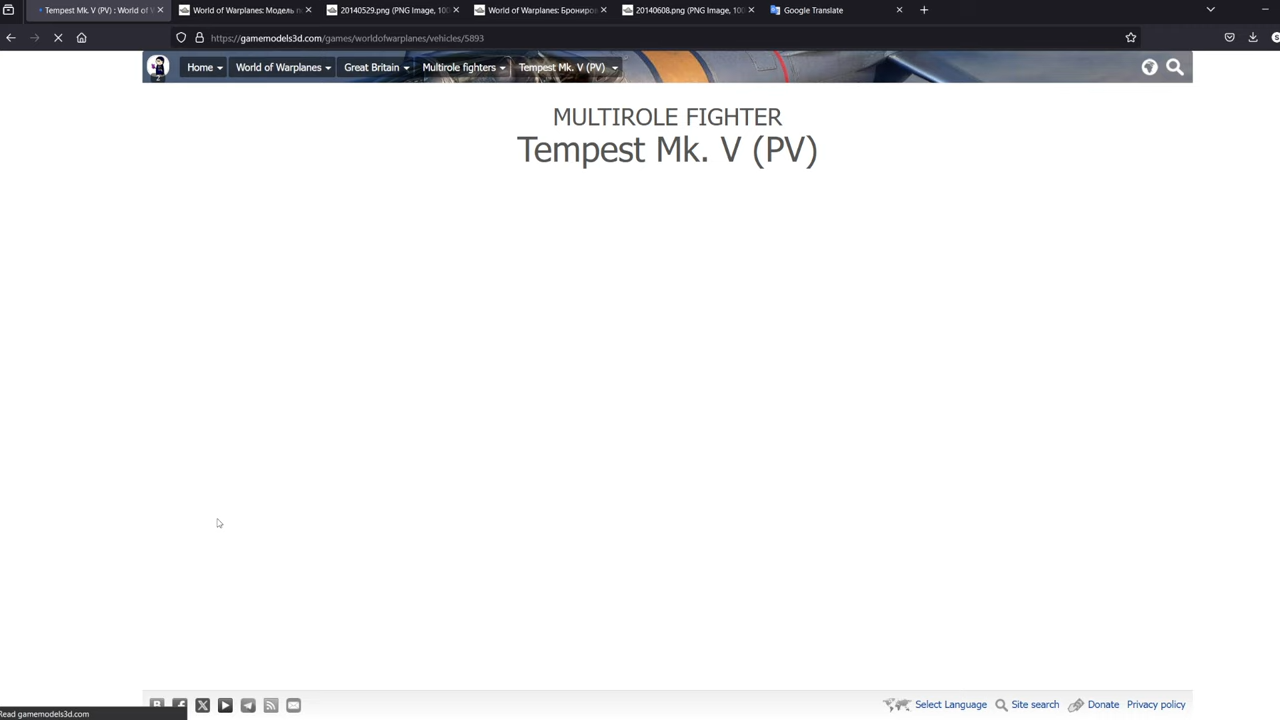 Tempest Mk. V (PV) : World of W
World of Warplanes: Модель п
20140529.png (PNG Image, 10
World of Warplanes: Брониров
20140608.png (PNG Image, 100
Google Translate
https://gamemodels3d.com/games/worldofwarplanes/vehicles/5893
Home
World of Warplanes
Great Britain
Multirole fighters
Tempest Mk. V (PV)
MULTIROLE FIGHTER
Tempest Mk. V (PV)
Select Language
Site search
Donate
Privacy policy
Read gamemodels3d.com